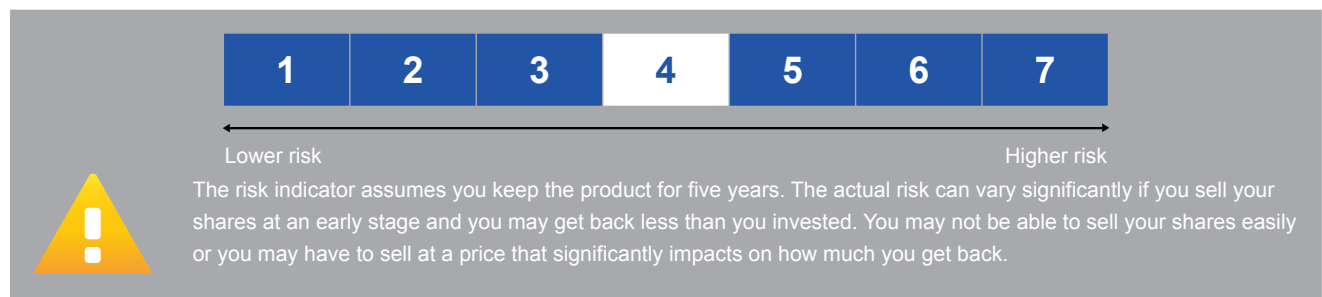 1 2 3 4 5 6 7
Lower risk Higher risk
The risk indicator assumes you keep the product for five years. The actual risk can vary significantly if you sell your
shares at an early stage and you may get back less than you invested. You may not be able to sell your shares easily
or you may have to sell at a price that significantly impacts on how much you get back.